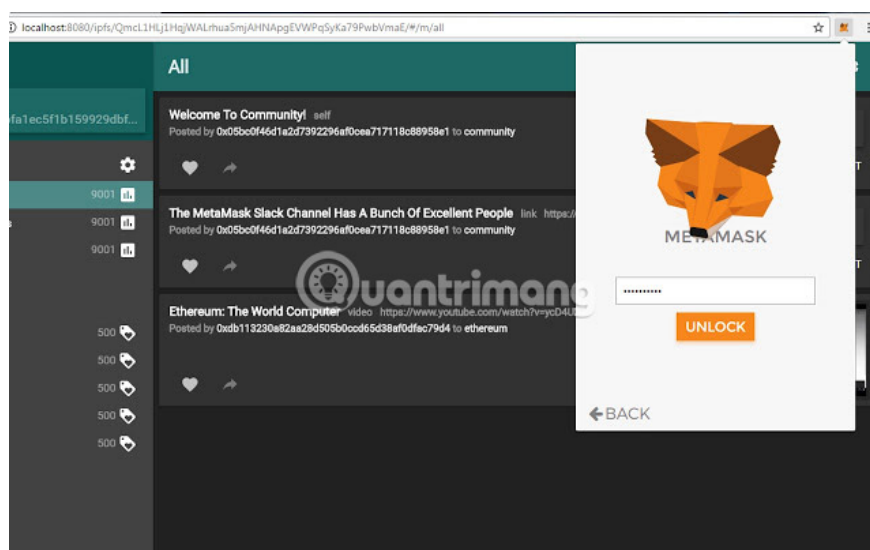 localhost:8080/ipfs/QmcL1HLj1HqjWALrhua5mjAHNApgEVWPqSyKa79PwbVmaE/#/m/all
All
fa1ec5f1b159929dbf...
9001
9001
9001
500
500
500
500
500
Welcome To Community! self
Posted by 0x05bc0f46d1a2d7392296af0cea717118c88958e1 to community
The MetaMask Slack Channel Has A Bunch Of Excellent People link https:/
Posted by 0x05bc0f46d1a2d7392296af0cea717118c88958e1 to community
Ethereum: The World Computer video https://www.youtube.com/watch?v=ycD4U
Posted by 0xdb113230a82aa28d505b0ccd65d38af0dfac79d4 to ethereum
Quantrimang
METAMASK
UNLOCK
BACK